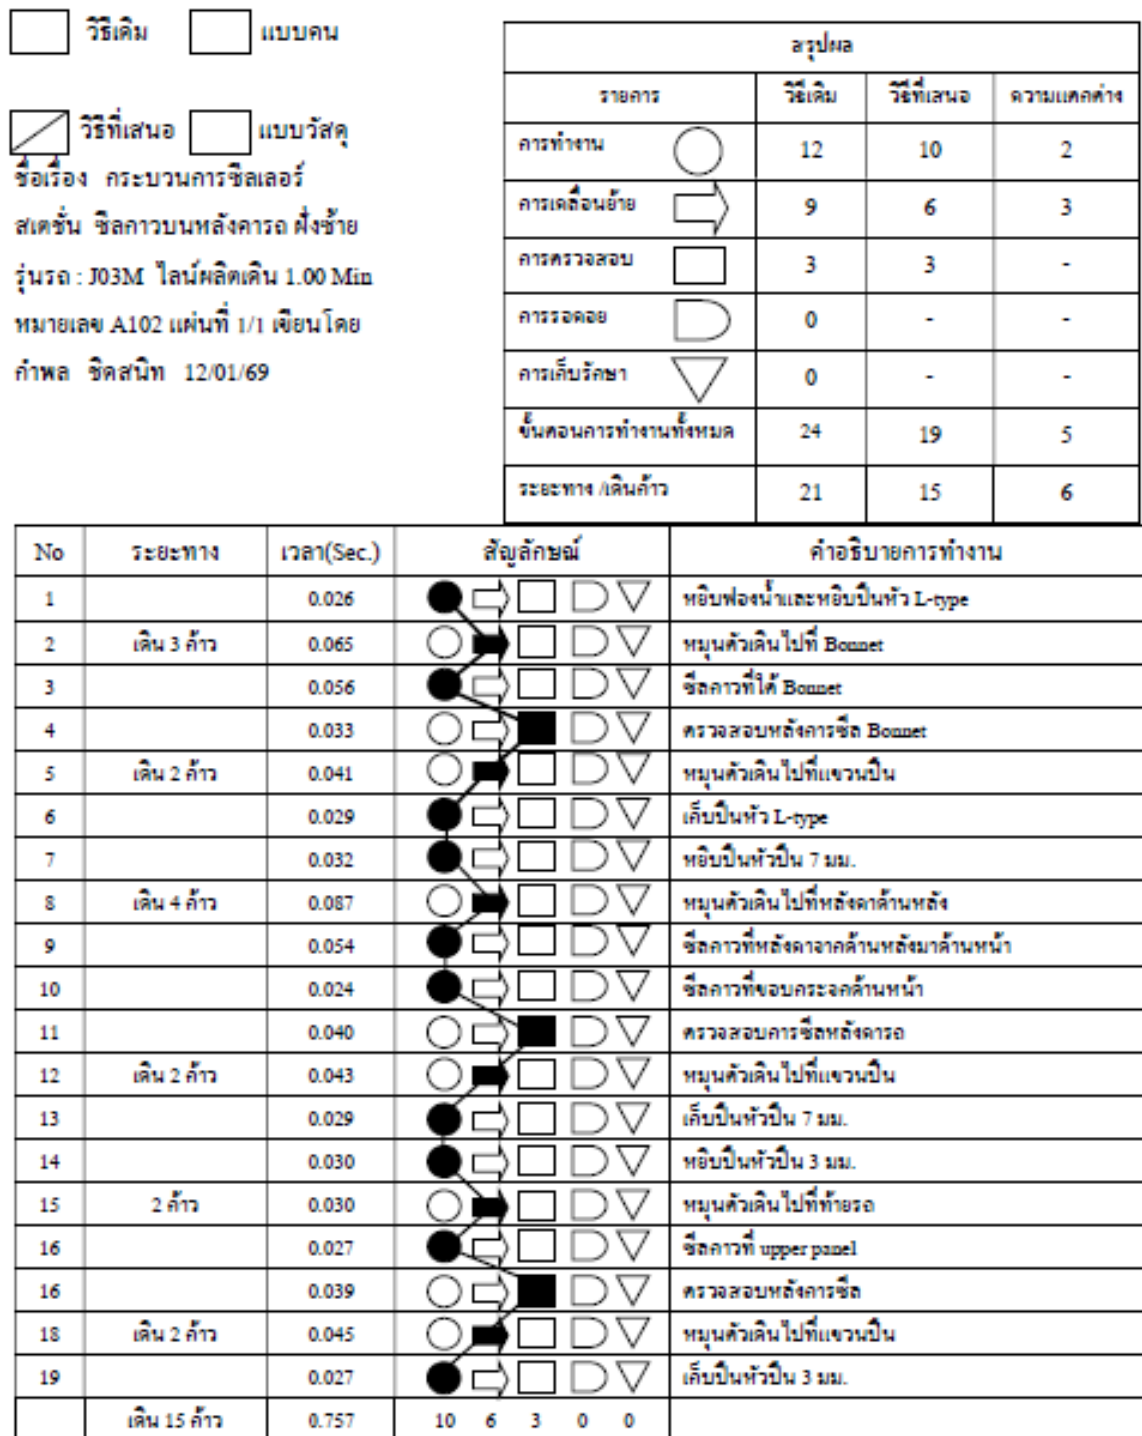 วิธีเดิม แบบคน
วิธีที่เสนอ แบบวัสดุ
ชื่อเรื่อง กระบวนการซีลเลอร์
สเตชั่น ซีลกาวบนหลังคารถ ฝั่งซ้าย
รุ่นรถ : J03M ไลน์ผลิตเดิน 1.00 Min
หมายเลข A102 แผ่นที่ 1/1 เขียนโดย
กำพล ชิดสนิท 12/01/69
สรุปผล
รายการ วิธีเดิม วิธีที่เสนอ ความแตกต่าง
การทำงาน 12 10 2
การเคลื่อนย้าย 9 6 3
การตรวจสอบ 3 3 -
การรอคอย 0 - -
การเก็บรักษา 0 - -
ขั้นตอนการทำงานทั้งหมด 24 19 5
ระยะทาง /เดินก้าว 21 15 6
No ระยะทาง เวลา(Sec.) สัญลักษณ์ คำอธิบายการทำงาน
1 0.026 หยิบฟองน้ำและหยิบปืนหัว L-type
2 เดิน 3 ก้าว 0.065 หมุนตัวเดินไปที่ Bonnet
3 0.056 ซีลกาวที่ใต้ Bonnet
4 0.033 ตรวจสอบหลังการซีล Bonnet
5 เดิน 2 ก้าว 0.041 หมุนตัวเดินไปที่แขวนปืน
6 0.029 เก็บปืนหัว L-type
7 0.032 หยิบปืนหัวปืน 7 มม.
8 เดิน 4 ก้าว 0.087 หมุนตัวเดินไปที่หลังคาด้านหลัง
9 0.054 ซีลกาวที่หลังคาจากด้านหลังมาด้านหน้า
10 0.024 ซีลกาวที่ขอบกระจกด้านหน้า
11 0.040 ตรวจสอบการซีลหลังคารถ
12 เดิน 2 ก้าว 0.043 หมุนตัวเดินไปที่แขวนปืน
13 0.029 เก็บปืนหัวปืน 7 มม.
14 0.030 หยิบปืนหัวปืน 3 มม.
15 2 ก้าว 0.030 หมุนตัวเดินไปที่ท้ายรถ
16 0.027 ซีลกาวที่ upper panel
16 0.039 ตรวจสอบหลังการซีล
18 เดิน 2 ก้าว 0.045 หมุนตัวเดินไปที่แขวนปืน
19 0.027 เก็บปืนหัวปืน 3 มม.
เดิน 15 ก้าว 0.757 10 6 3 0 0